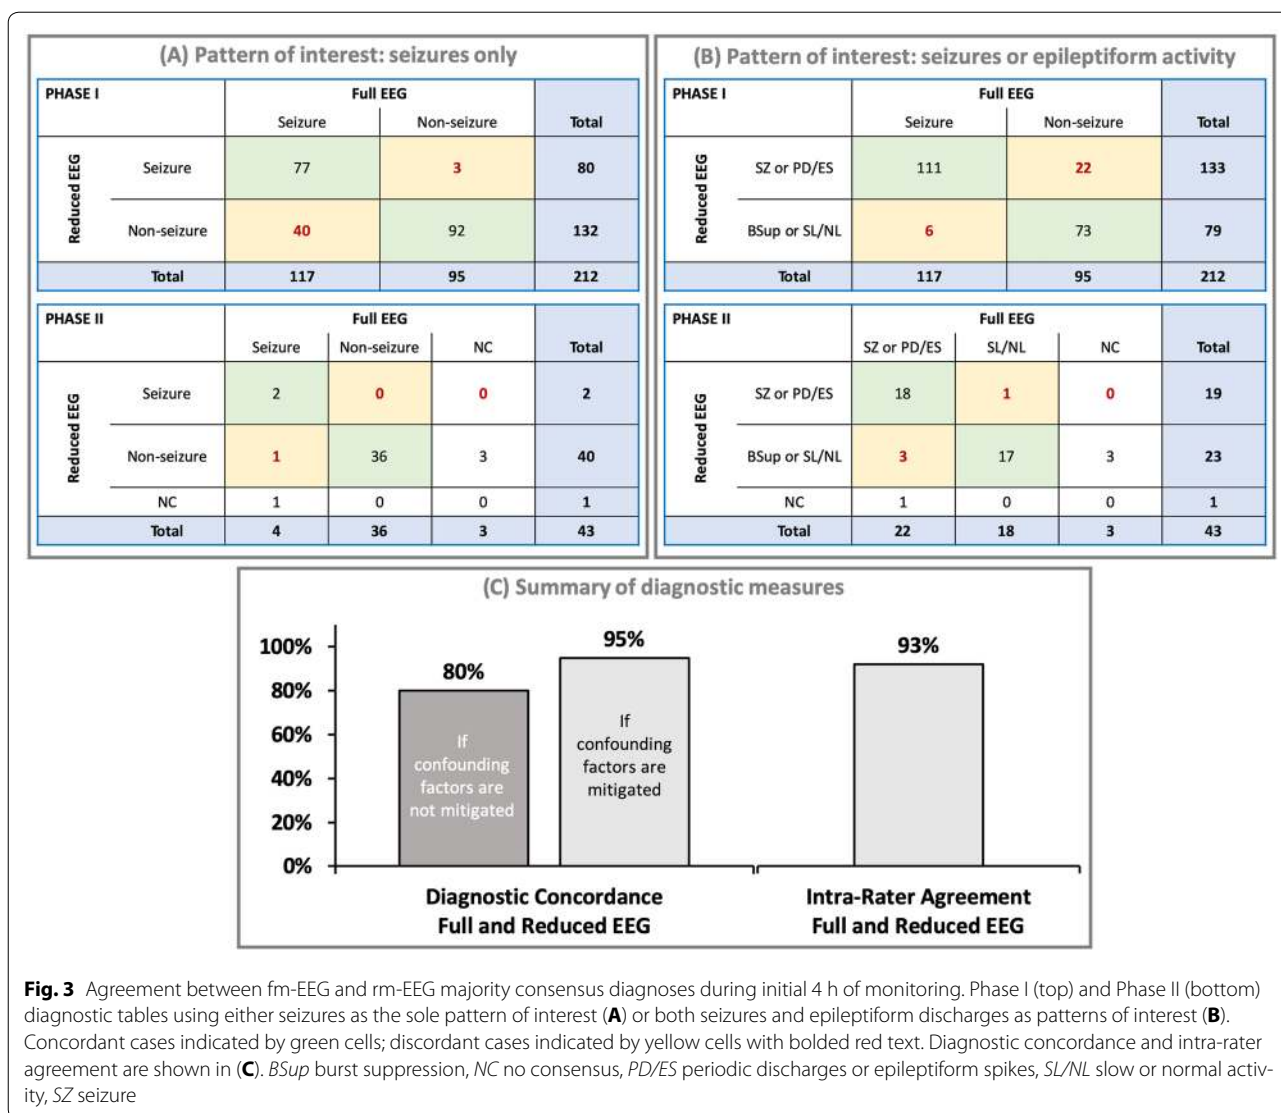 (A) Pattern of interest: seizures only
PHASE I Full EEG
Seizure Non-seizure Total
Reduced EEG
Seizure 77 3 80
Non-seizure 40 92 132
Total 117 95 212
PHASE II Full EEG
Seizure Non-seizure NC Total
Reduced EEG
Seizure 2 0 0 2
Non-seizure 1 36 3 40
NC 1 0 0 1
Total 4 36 3 43
(B) Pattern of interest: seizures or epileptiform activity
PHASE I Full EEG
Seizure Non-seizure Total
Reduced EEG
SZ or PD/ES 111 22 133
BSup or SL/NL 6 73 79
Total 117 95 212
PHASE II Full EEG
SZ or PD/ES SL/NL NC Total
Reduced EEG
SZ or PD/ES 18 1 0 19
BSup or SL/NL 3 17 3 23
NC 1 0 0 1
Total 22 18 3 43
(C) Summary of diagnostic measures
100%
80%
60%
40%
20%
0%
80%
If
confounding
factors are
not mitigated
95%
If
confounding
factors are
mitigated
93%
Diagnostic Concordance
Full and Reduced EEG
Intra-Rater Agreement
Full and Reduced EEG
Fig. 3 Agreement between fm-EEG and rm-EEG majority consensus diagnoses during initial 4 h of monitoring. Phase I (top) and Phase II (bottom)
diagnostic tables using either seizures as the sole pattern of interest (A) or both seizures and epileptiform discharges as patterns of interest (B).
Concordant cases indicated by green cells; discordant cases indicated by yellow cells with bolded red text. Diagnostic concordance and intra-rater
agreement are shown in (C). BSup burst suppression, NC no consensus, PD/ES periodic discharges or epileptiform spikes, SL/NL slow or normal activ-
ity, SZ seizure